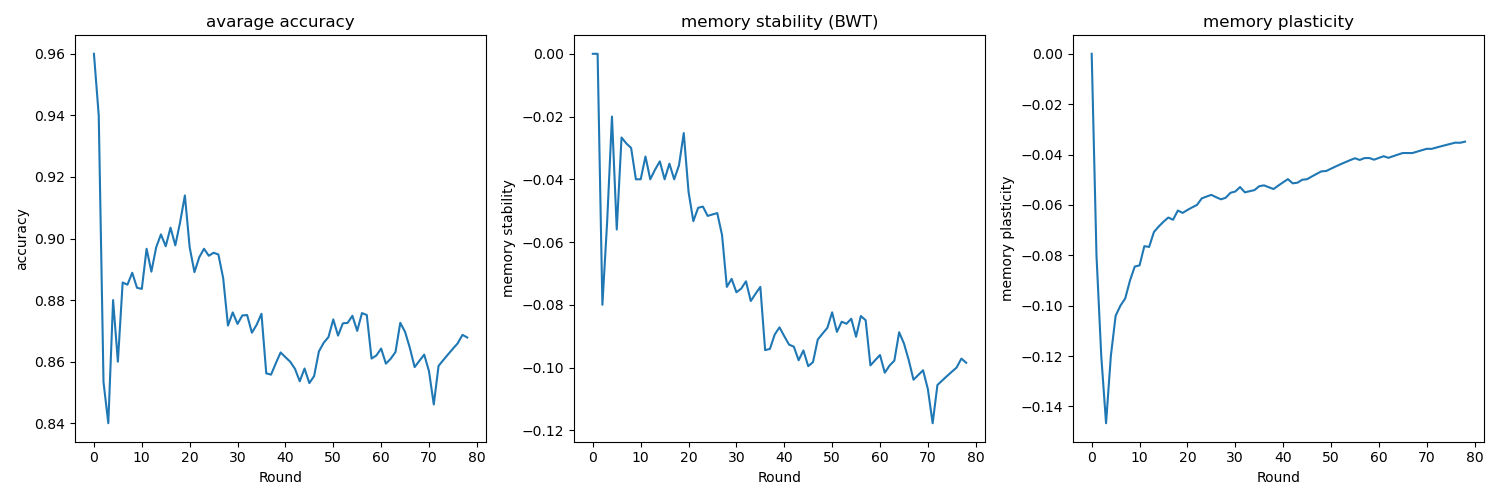 avarage accuracy
0.96
0.94
0.92
0.90
0.88
0.86
0.84
accuracy
0 10 20 30 40 50 60 70 80
Round
memory stability (BWT)
0.00
−0.02
−0.04
−0.06
−0.08
−0.10
−0.12
memory stability
0 10 20 30 40 50 60 70 80
Round
memory plasticity
0.00
−0.02
−0.04
−0.06
−0.08
−0.10
−0.12
−0.14
memory plasticity
0 10 20 30 40 50 60 70 80
Round